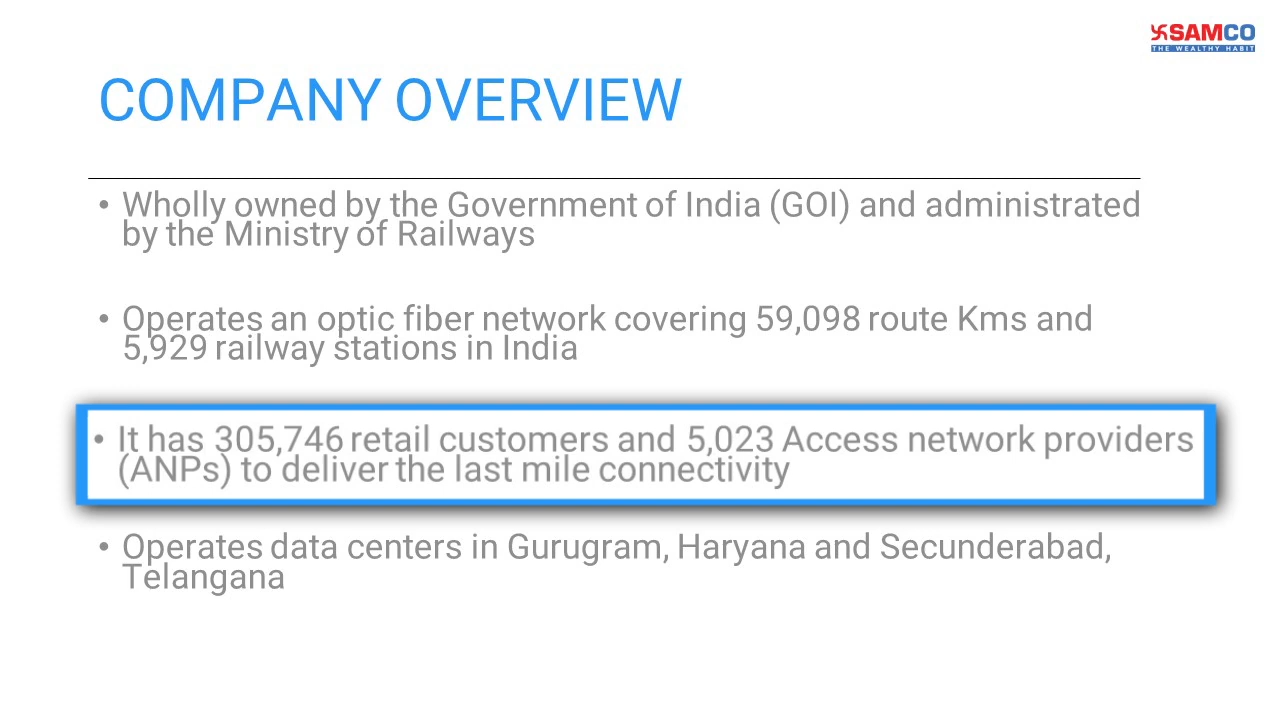 SAMCO
THE WEALTHY HABIT
COMPANY OVERVIEW
• Wholly owned by the Government of India (GOI) and administrated
by the Ministry of Railways
• Operates an optic fiber network covering 59,098 route Kms and
5,929 railway stations in India
• It has 305,746 retail customers and 5,023 Access network providers
(ANPs) to deliver the last mile connectivity
• Operates data centers in Gurugram, Haryana and Secunderabad,
Telangana